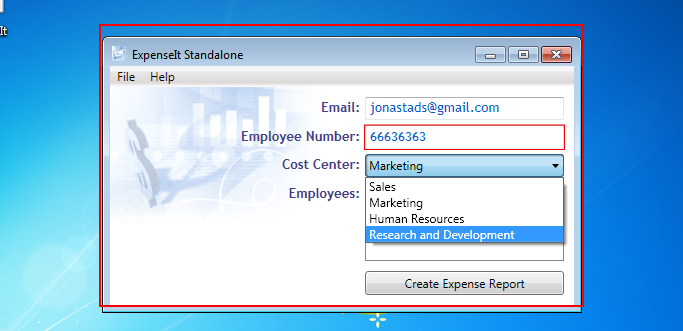 It
ExpenseIt Standalone
File Help
Email: jonastads@gmail.com
Employee Number: 66636363
Cost Center: Marketing
Employees:
Sales
Marketing
Human Resources
Research and Development
Create Expense Report